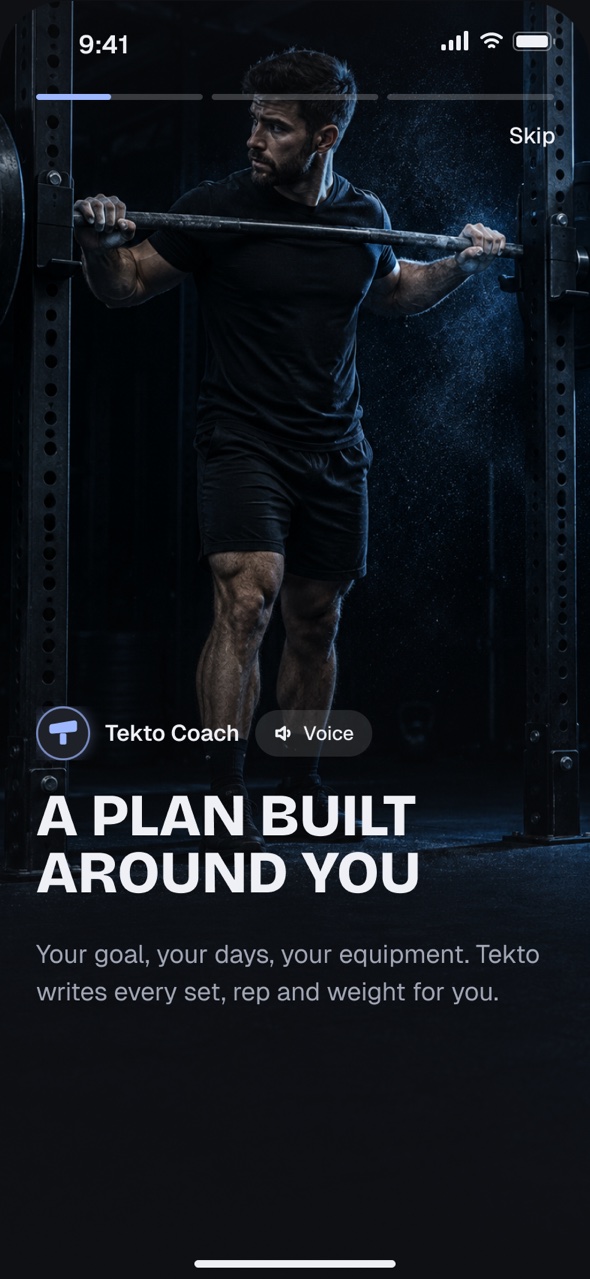 9:41
Skip
Tekto Coach
Voice
A PLAN BUILT
AROUND YOU
Your goal, your days, your equipment. Tekto
writes every set, rep and weight for you.